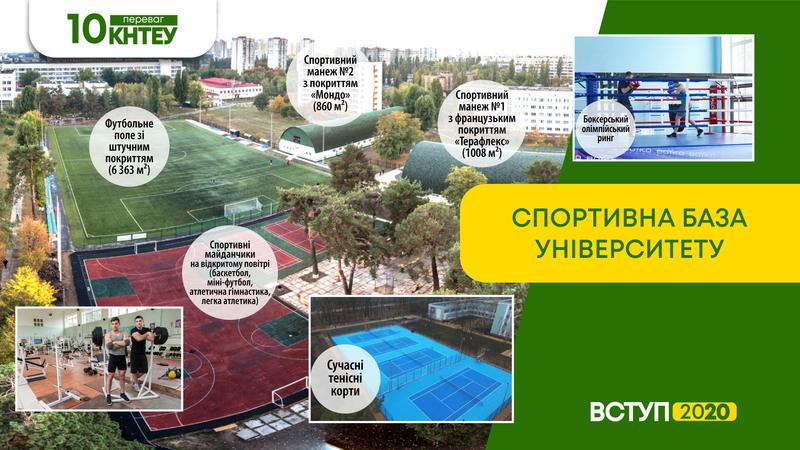 10 переваг
КНТЕУ
Спортивний
манеж №2
з покриттям
«Мондо»
(860 м²)
Спортивний
манеж №1
з французьким
покриттям
«Терафлекс»
(1008 м²)
Боксерський
олімпійський
ринг
Футбольне
поле зі
штучним
покриттям
(6 363 м²)
СПОРТИВНА БАЗА
УНІВЕРСИТЕТУ
Спортивні
майданчики
на відкритому повітрі
(баскетбол,
міні-футбол,
атлетична гімнастика,
легка атлетика)
Сучасні
тенісні
корти
ВСТУП 2020